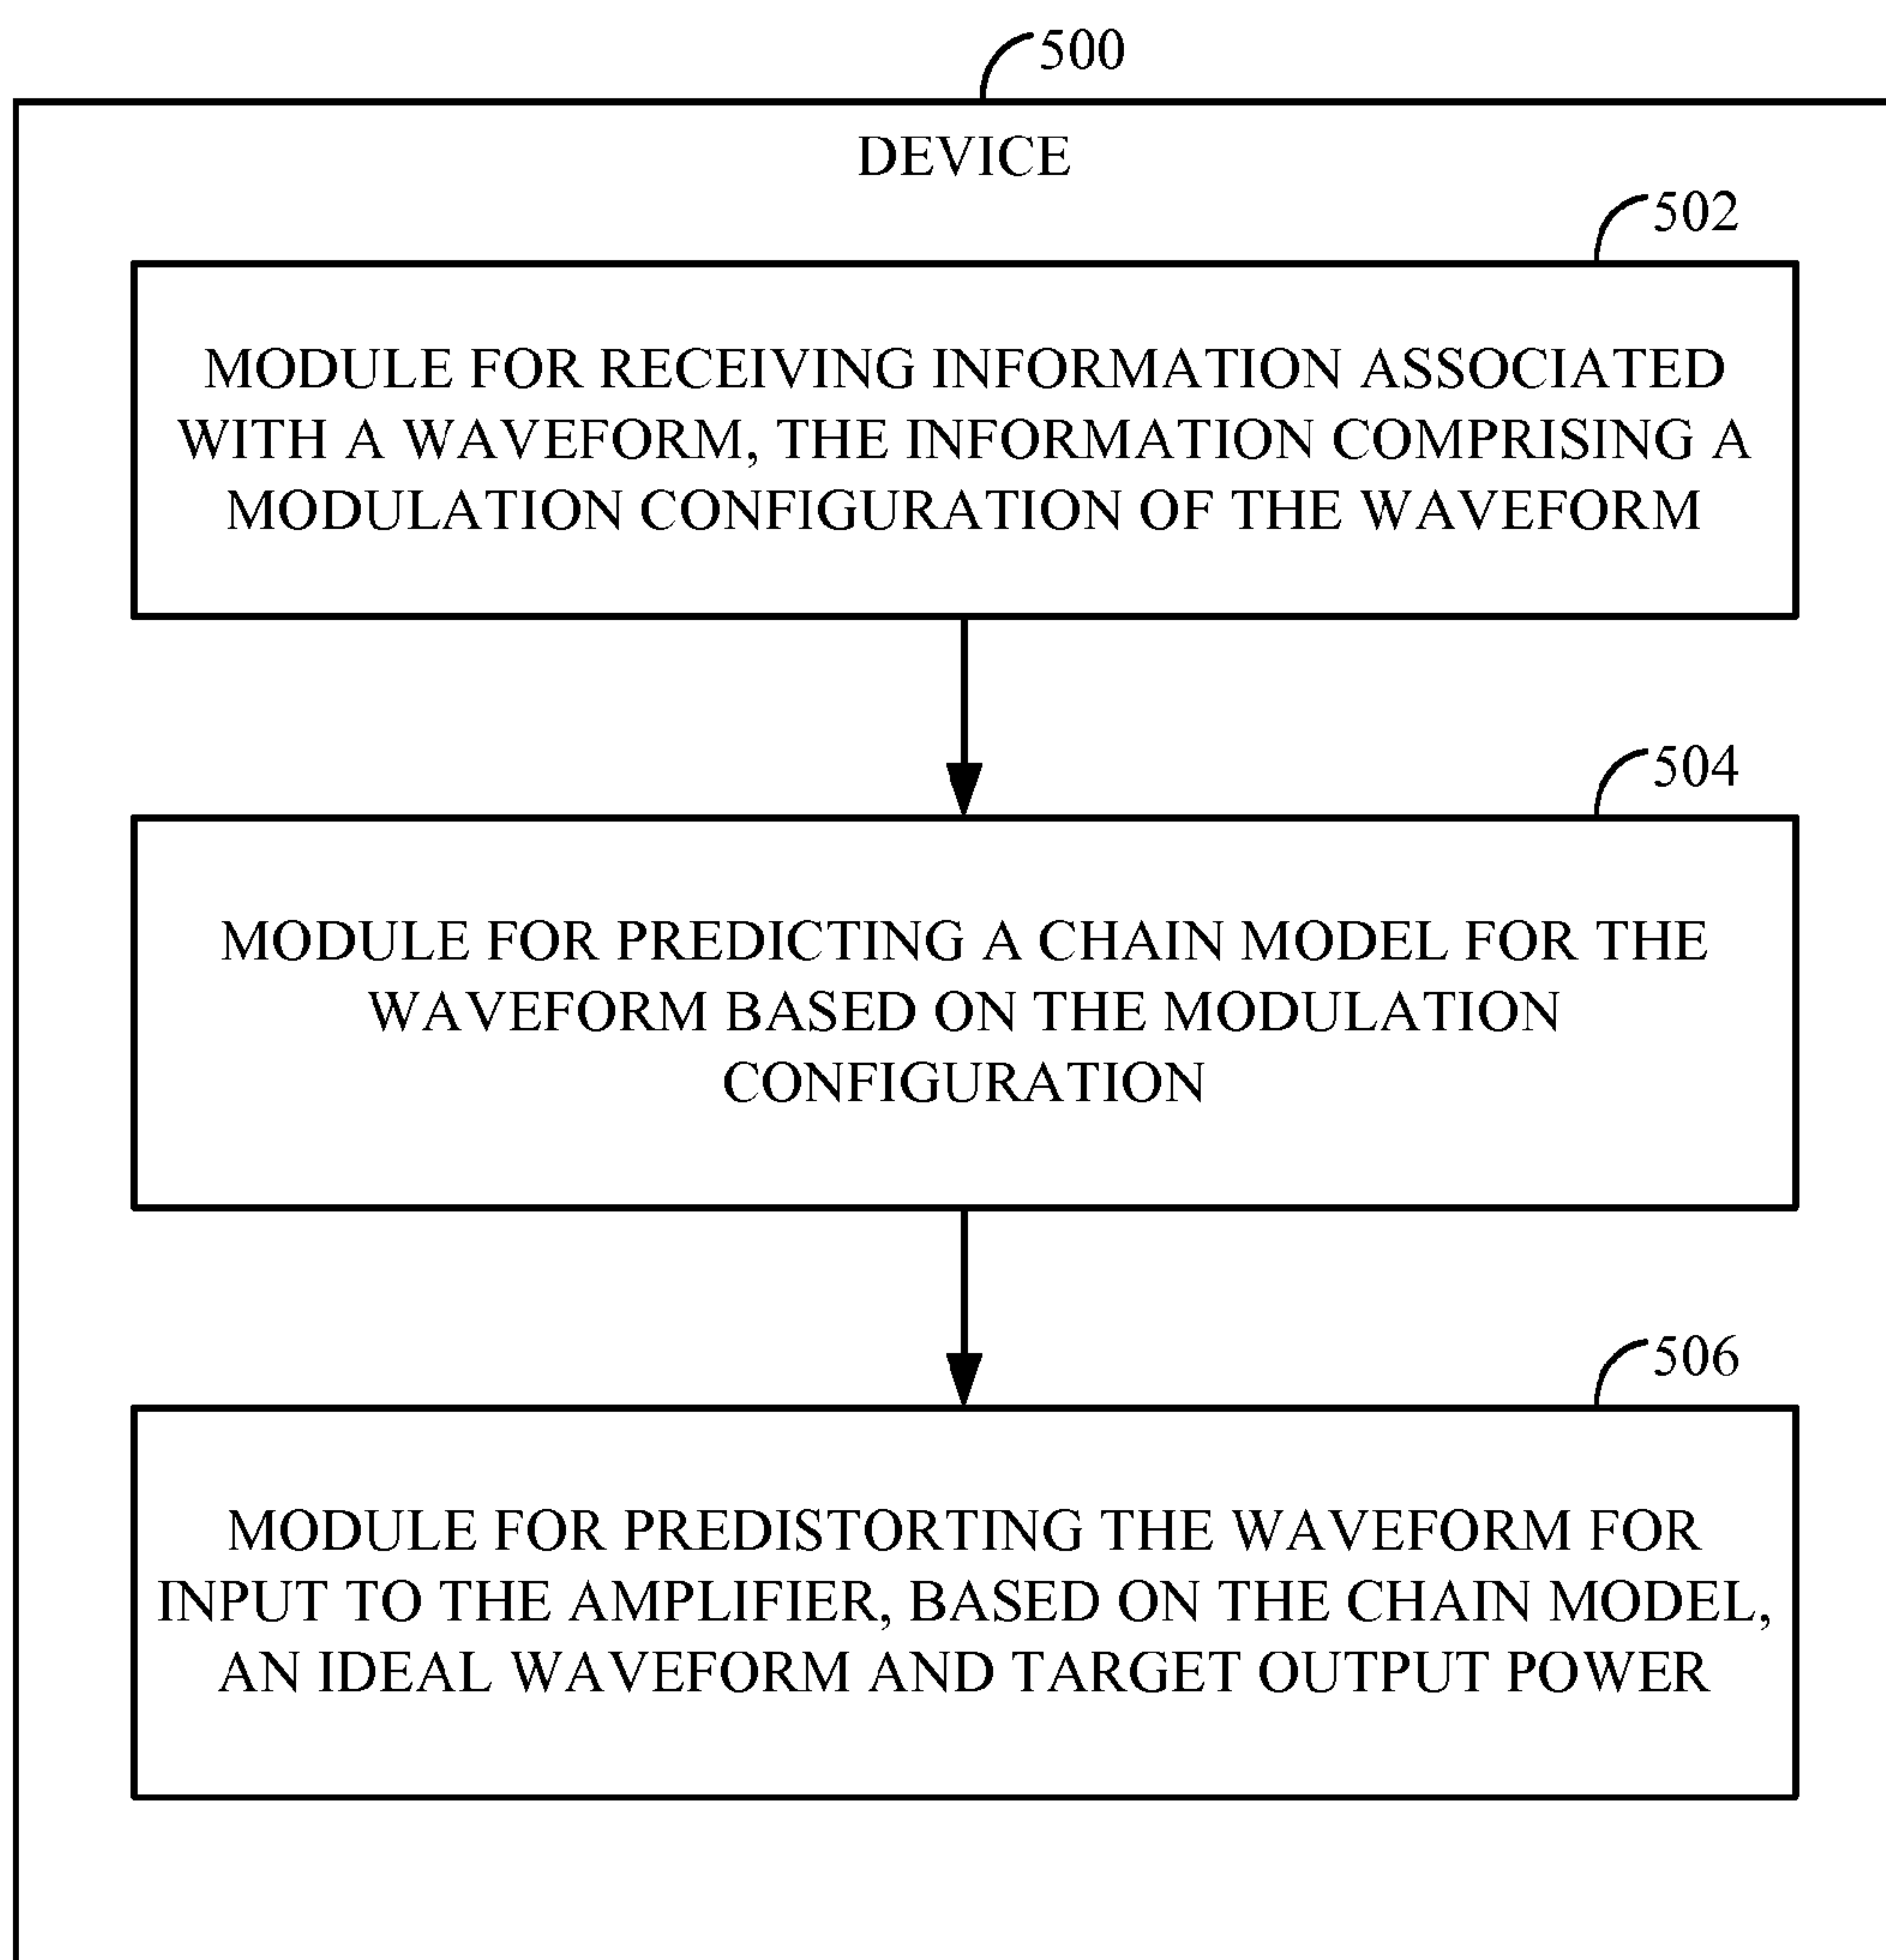 500
DEVICE
502
MODULE FOR RECEIVING INFORMATION ASSOCIATED
WITH A WAVEFORM, THE INFORMATION COMPRISING A
MODULATION CONFIGURATION OF THE WAVEFORM
504
MODULE FOR PREDICTING A CHAIN MODEL FOR THE
WAVEFORM BASED ON THE MODULATION
CONFIGURATION
506
MODULE FOR PREDISTORTING THE WAVEFORM FOR
INPUT TO THE AMPLIFIER, BASED ON THE CHAIN MODEL,
AN IDEAL WAVEFORM AND TARGET OUTPUT POWER